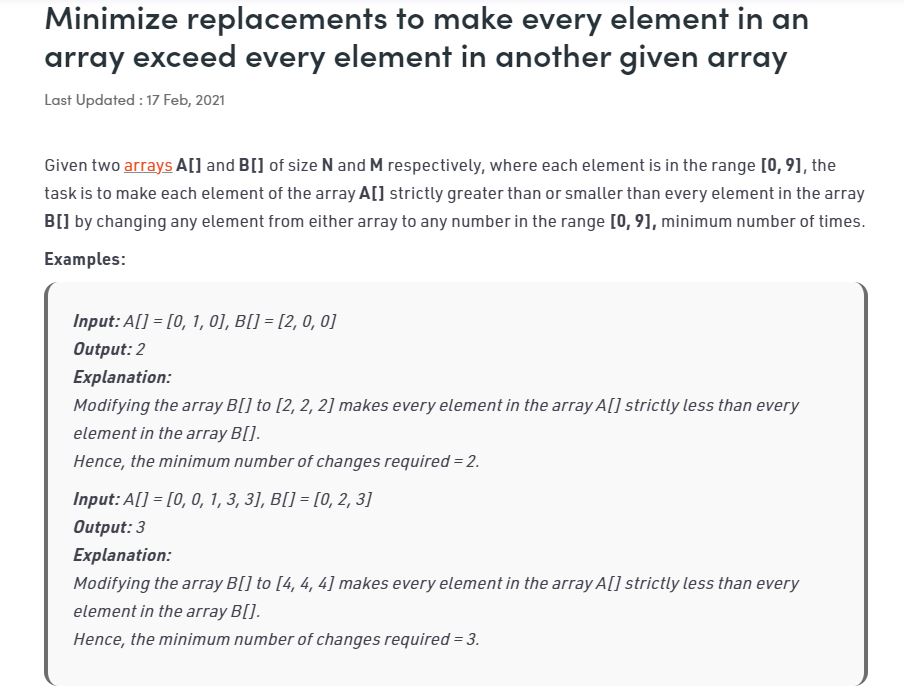 Minimize replacements to make every element in an
array exceed every element in another given array
Last Updated : 17 Feb, 2021
Given two arrays A[] and B[] of size N and M respectively, where each element is in the range [0, 9], the
task is to make each element of the array A[] strictly greater than or smaller than every element in the array
B[] by changing any element from either array to any number in the range [0, 9], minimum number of times.
Examples:
Input: A[] = [0, 1, 0], B[] = [2, 0, 0]
Output: 2
Explanation:
Modifying the array B[] to [2, 2, 2] makes every element in the array A[] strictly less than every
element in the array B[].
Hence, the minimum number of changes required = 2.
Input: A[] = [0, 0, 1, 3, 3], B[] = [0, 2, 3]
Output: 3
Explanation:
Modifying the array B[] to [4, 4, 4] makes every element in the array A[] strictly less than every
element in the array B[].
Hence, the minimum number of changes required = 3.